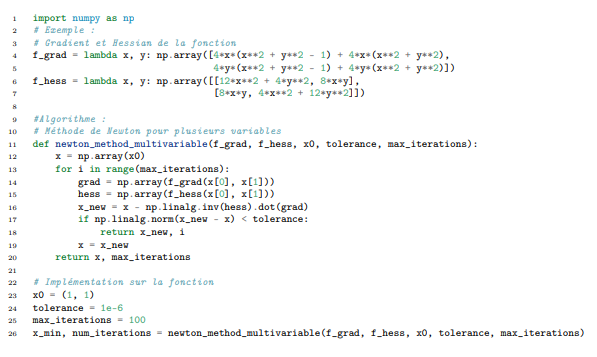 1 import numpy as np
2 # Exemple :
3 # Gradient et Hessian de la fonction
4 f_grad = lambda x, y: np.array([4*x*(x**2 + y**2 - 1) + 4*x*(x**2 + y**2),
5                                 4*y*(x**2 + y**2 - 1) + 4*y*(x**2 + y**2)])
6 f_hess = lambda x, y: np.array([[12*x**2 + 4*y**2, 8*x*y],
7                                 [8*x*y, 4*x**2 + 12*y**2]])
8
9 #Algorithme :
10 # Méthode de Newton pour plusieurs variables
11 def newton_method_multivariable(f_grad, f_hess, x0, tolerance, max_iterations):
12     x = np.array(x0)
13     for i in range(max_iterations):
14         grad = np.array(f_grad(x[0], x[1]))
15         hess = np.array(f_hess(x[0], x[1]))
16         x_new = x - np.linalg.inv(hess).dot(grad)
17         if np.linalg.norm(x_new - x) < tolerance:
18             return x_new, i
19         x = x_new
20     return x, max_iterations
21
22 # Implémentation sur la fonction
23 x0 = (1, 1)
24 tolerance = 1e-6
25 max_iterations = 100
26 x_min, num_iterations = newton_method_multivariable(f_grad, f_hess, x0, tolerance, max_iterations)